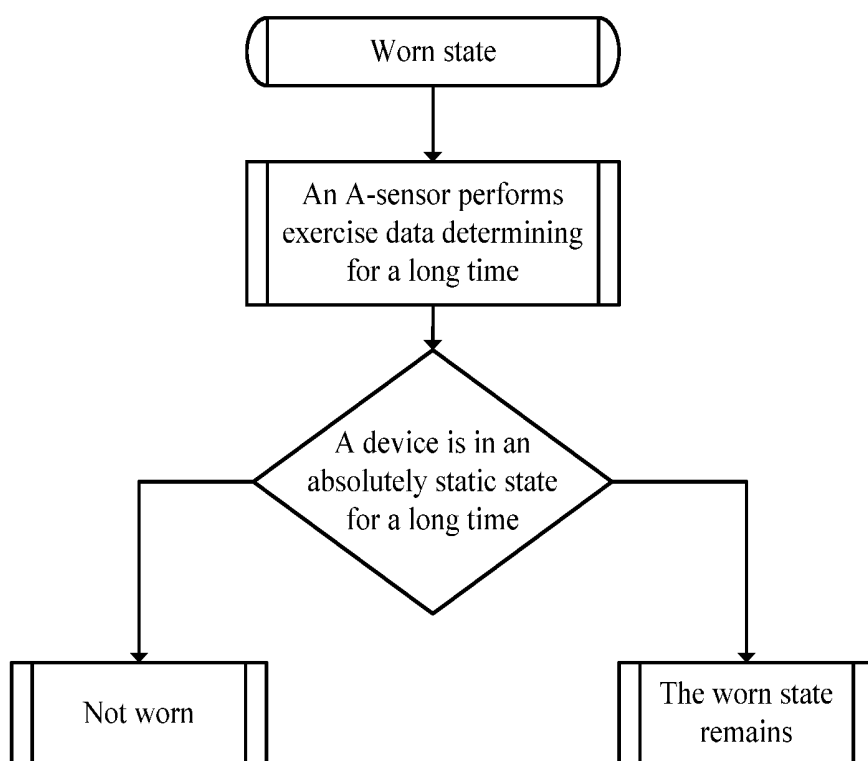 Worn state
An A-sensor performs
exercise data determining
for a long time
A device is in an
absolutely static state
for a long time
Not worn
The worn state
remains